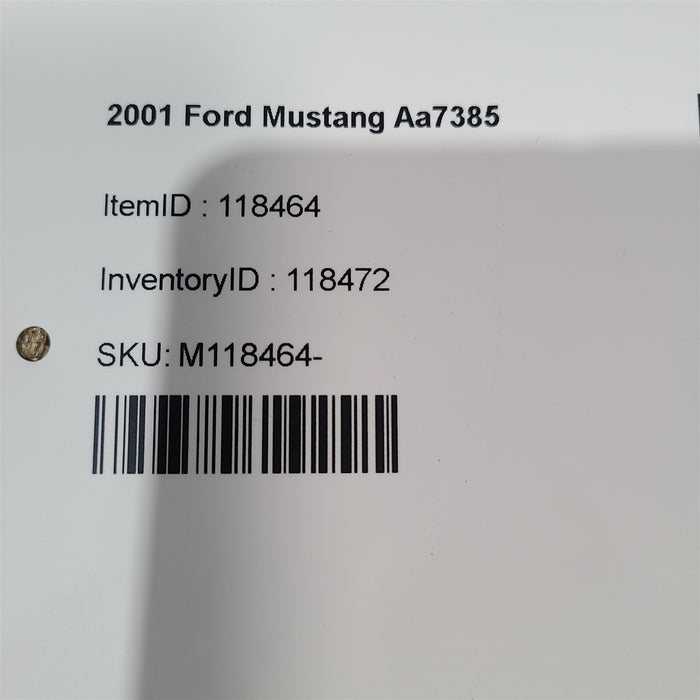 2001 Ford Mustang Aa7385
ItemID : 118464
InventoryID : 118472
SKU: M118464-